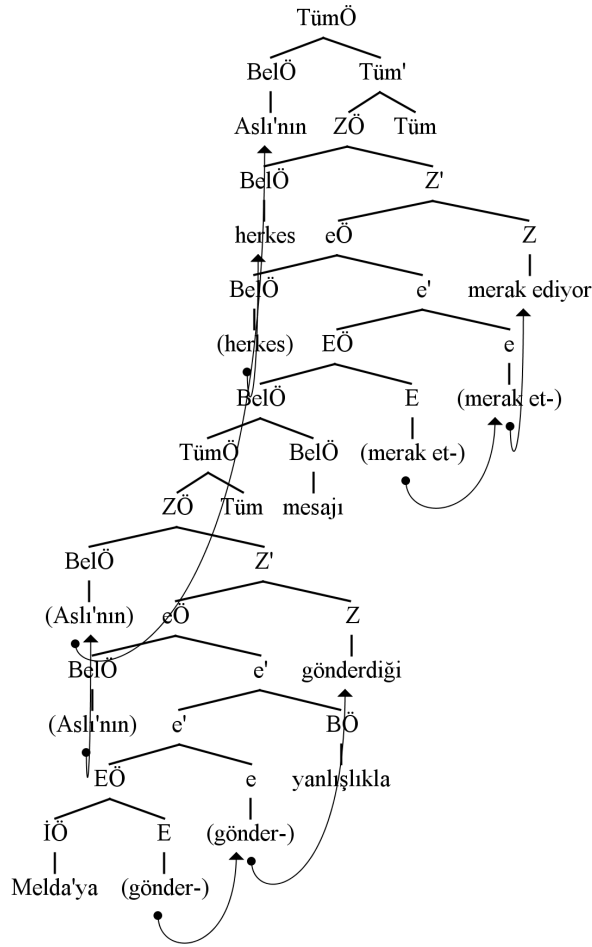 TümÖ
BelÖ Tüm'
Aslı'nın ZÖ Tüm
BelÖ Z'
herkes eÖ Z
BelÖ e' merak ediyor
(herkes) EÖ e
BelÖ E (merak et-)
TümÖ BelÖ (merak et-)
ZÖ Tüm mesajı
BelÖ Z'
(Aslı'nın) eÖ Z
BelÖ e' gönderdiği
(Aslı'nın) e' BÖ
EÖ e yanlışlıkla
İÖ E (gönder-)
Melda'ya (gönder-)